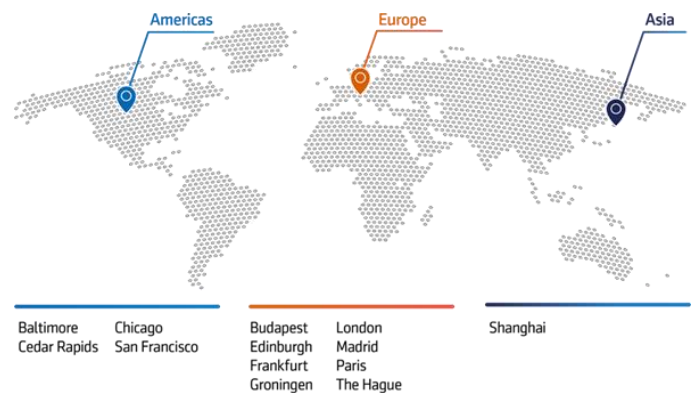 Americas
Europe
Asia
Baltimore
Chicago
Cedar Rapids
San Francisco
Budapest
London
Edinburgh
Madrid
Frankfurt
Paris
Groningen
The Hague
Shanghai